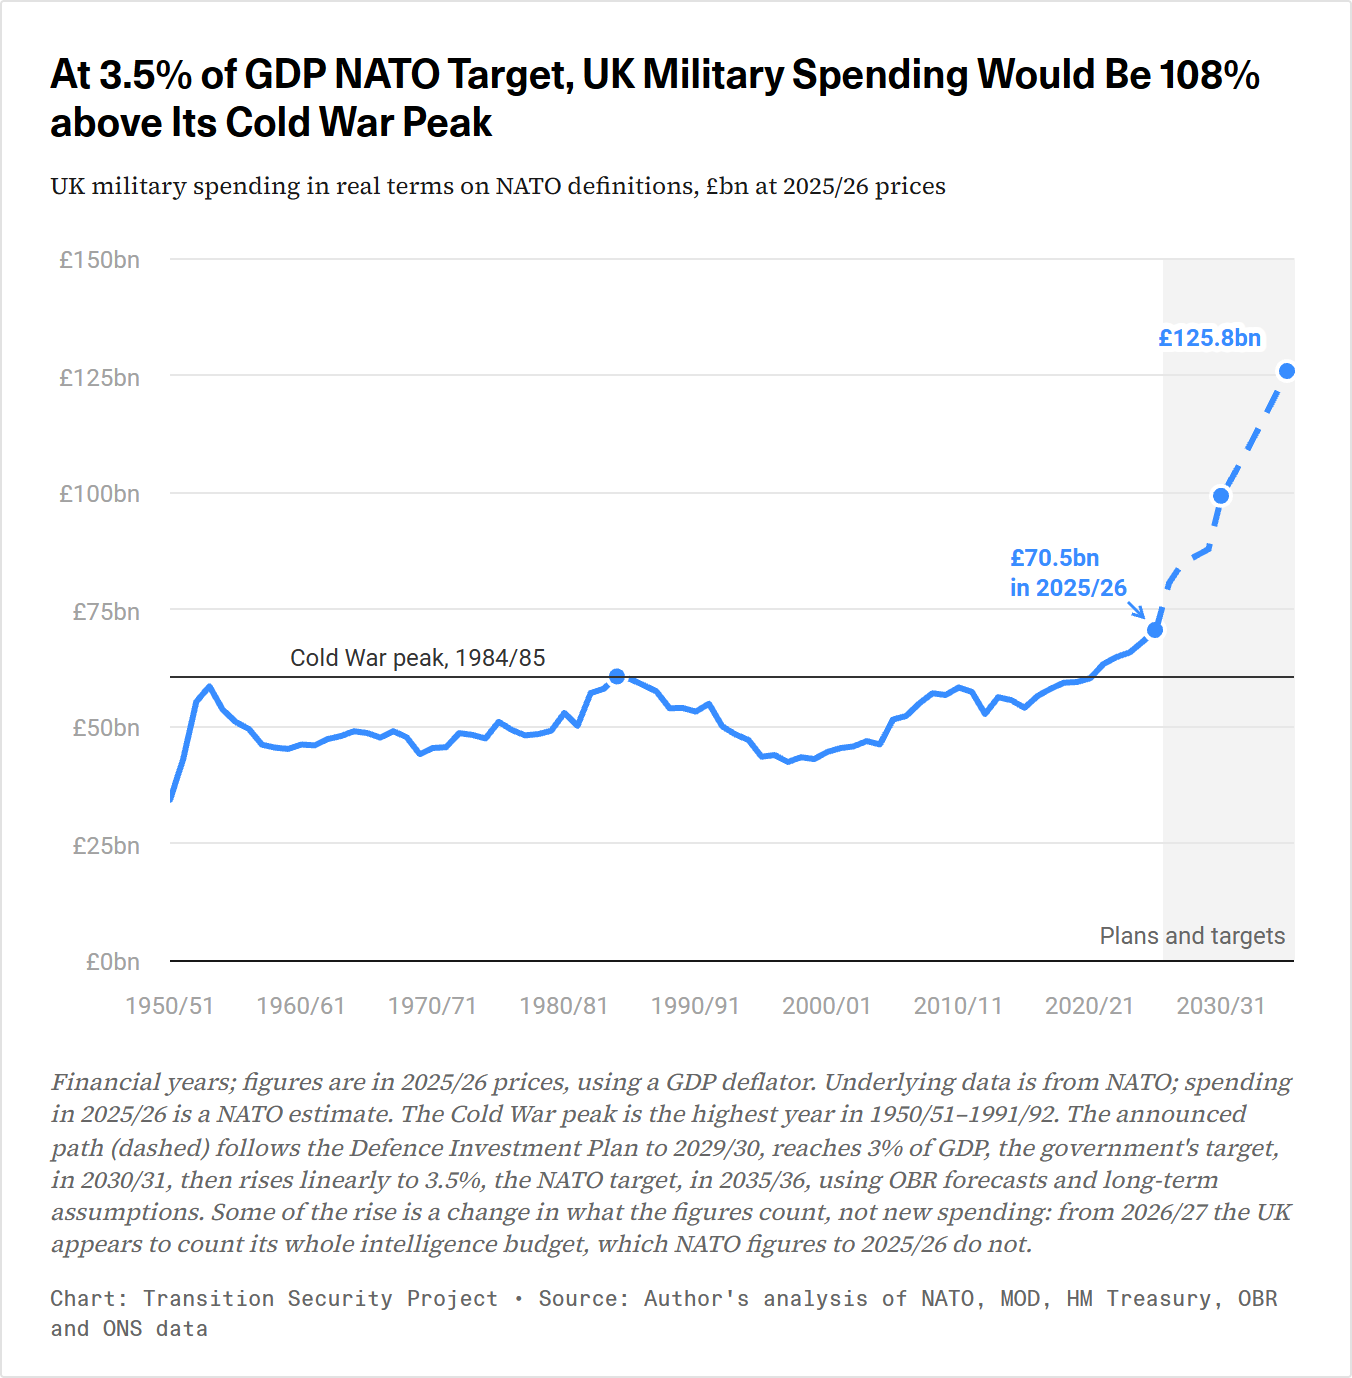 At 3.5% of GDP NATO Target, UK Military Spending Would Be 108%
above Its Cold War Peak
UK military spending in real terms on NATO definitions, £bn at 2025/26 prices
£150bn
£125.8bn
£125bn
£100bn
£70.5bn
in 2025/26
£75bn
Cold War peak, 1984/85
£50bn
£25bn
Plans and targets
£0bn
1950/51 1960/61 1970/71 1980/81 1990/91 2000/01 2010/11 2020/21 2030/31
Financial years; figures are in 2025/26 prices, using a GDP deflator. Underlying data is from NATO; spending
in 2025/26 is a NATO estimate. The Cold War peak is the highest year in 1950/51–1991/92. The announced
path (dashed) follows the Defence Investment Plan to 2029/30, reaches 3% of GDP, the government's target,
in 2030/31, then rises linearly to 3.5%, the NATO target, in 2035/36, using OBR forecasts and long-term
assumptions. Some of the rise is a change in what the figures count, not new spending: from 2026/27 the UK
appears to count its whole intelligence budget, which NATO figures to 2025/26 do not.
Chart: Transition Security Project • Source: Author's analysis of NATO, MOD, HM Treasury, OBR
and ONS data